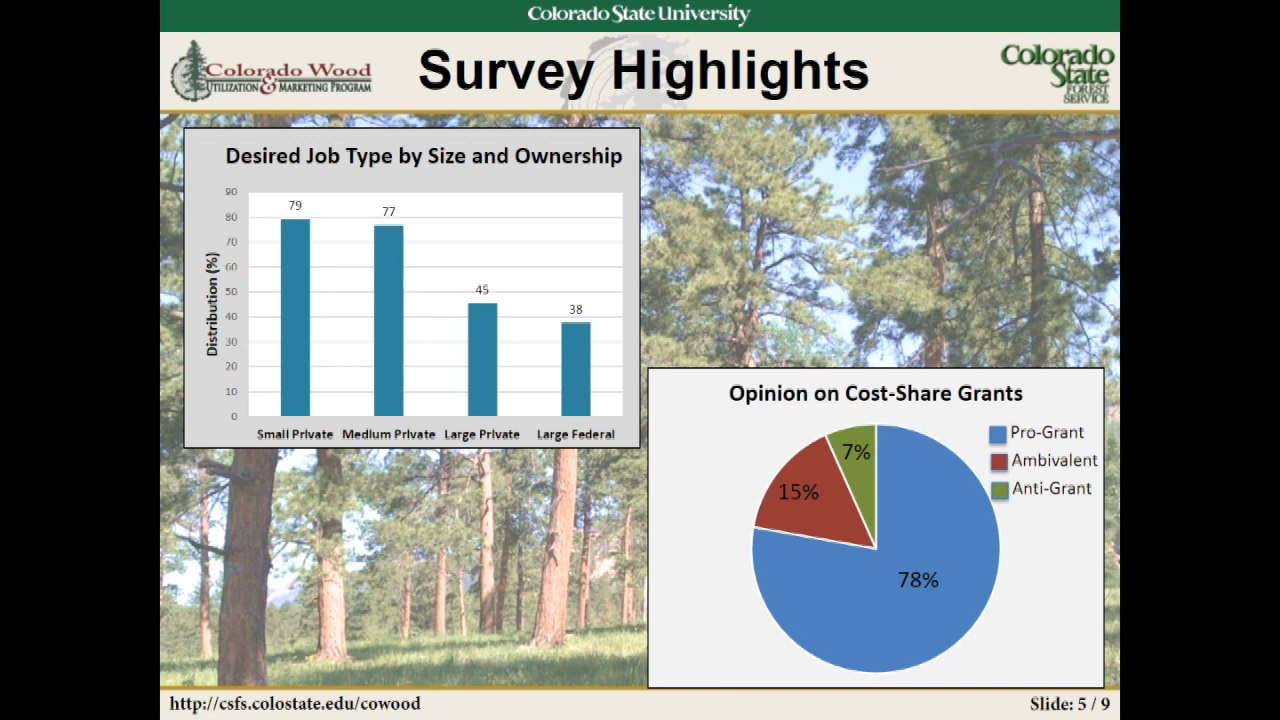 Colorado State University
Colorado Wood
UTILIZATION & MARKETING PROGRAM
Survey Highlights
Colorado
State
FOREST
SERVICE
Desired Job Type by Size and Ownership
Distribution (%)
90
80
70
60
50
40
30
20
10
0
79
77
45
38
Small Private
Medium Private
Large Private
Large Federal
Opinion on Cost-Share Grants
Pro-Grant
Ambivalent
Anti-Grant
7%
15%
78%
http://csfs.colostate.edu/cowood
Slide: 5 / 9